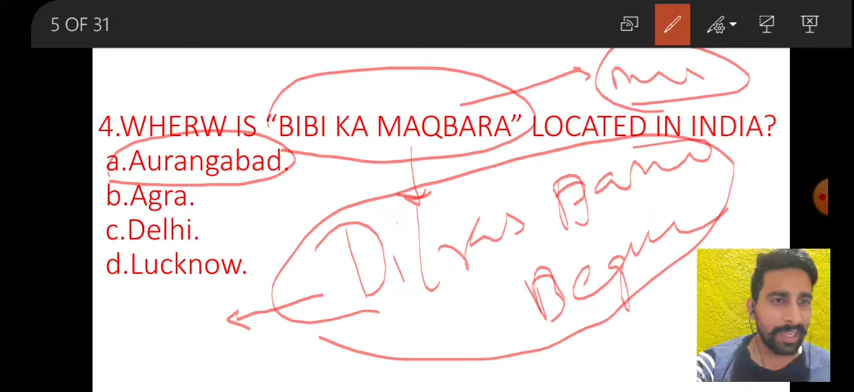 5 OF 31
4.WHERW IS “BIBI KA MAQBARA” LOCATED IN INDIA?
a.Aurangabad.
b.Agra.
c.Delhi.
d.Lucknow.
Dilras Banu
Begum